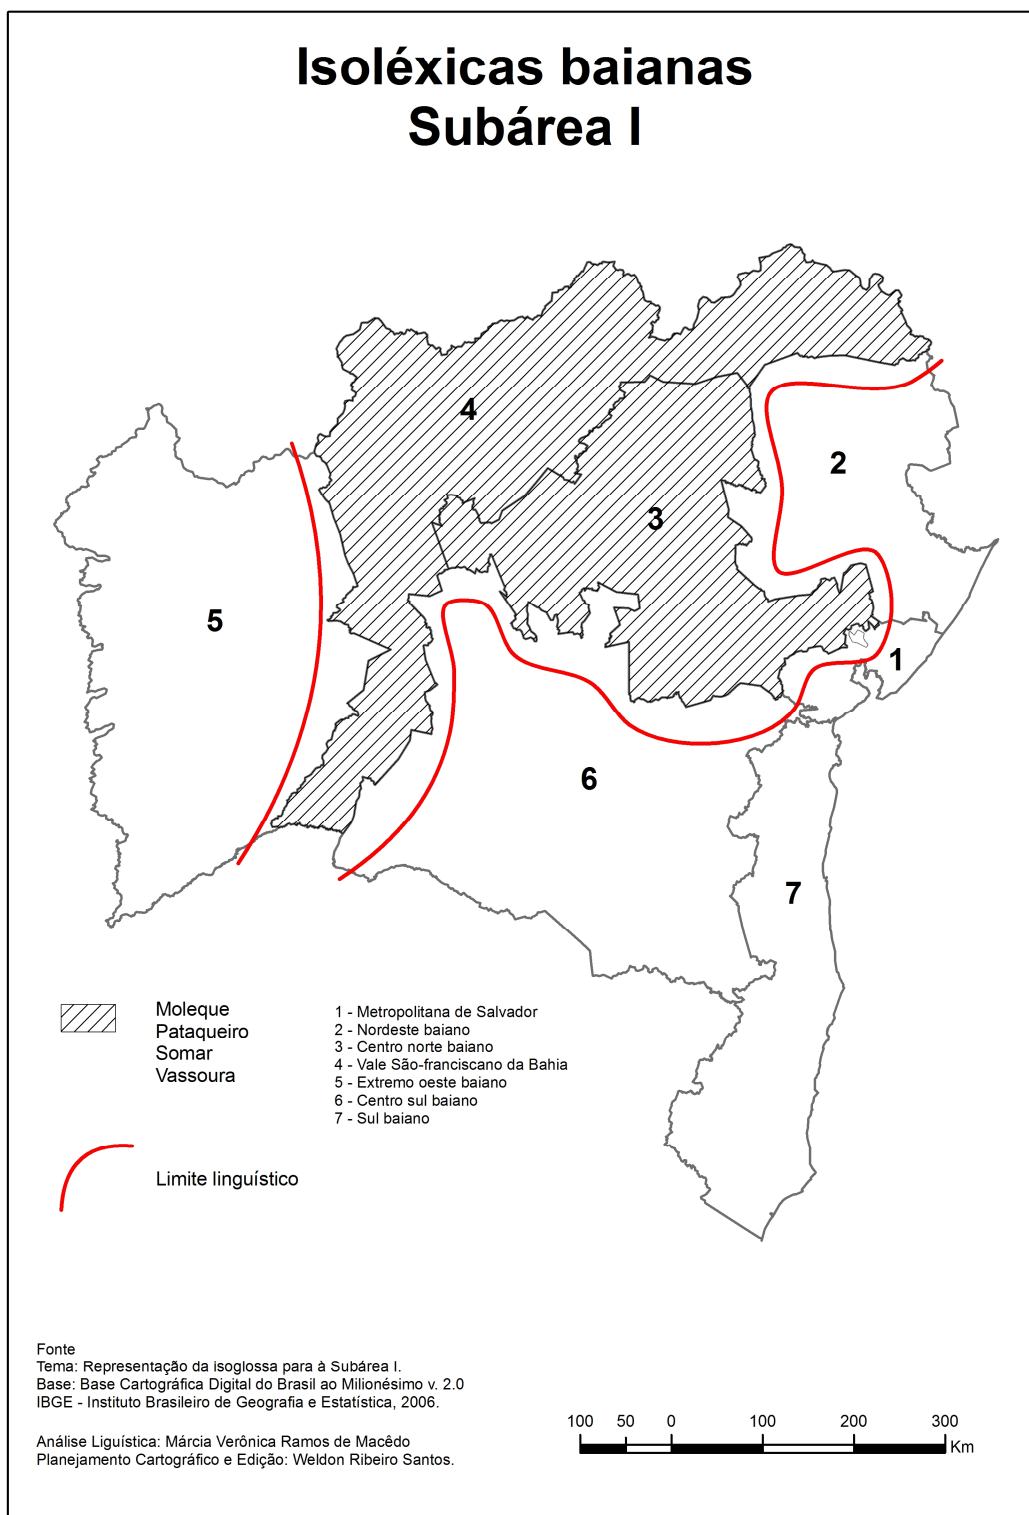 Isoléxicas baianas
Subárea I
4
2
3
5
1
6
7
Moleque
Pataqueiro
Somar
Vassoura
1 - Metropolitana de Salvador
2 - Nordeste baiano
3 - Centro norte baiano
4 - Vale São-franciscano da Bahia
5 - Extremo oeste baiano
6 - Centro sul baiano
7 - Sul baiano
Limite linguístico
Fonte
Tema: Representação da isoglossa para à Subárea I.
Base: Base Cartográfica Digital do Brasil ao Milionésimo v. 2.0
IBGE - Instituto Brasileiro de Geografia e Estatística, 2006.
Análise Liguística: Márcia Verônica Ramos de Macêdo
Planejamento Cartográfico e Edição: Weldon Ribeiro Santos.
100 50 0 100 200 300
Km